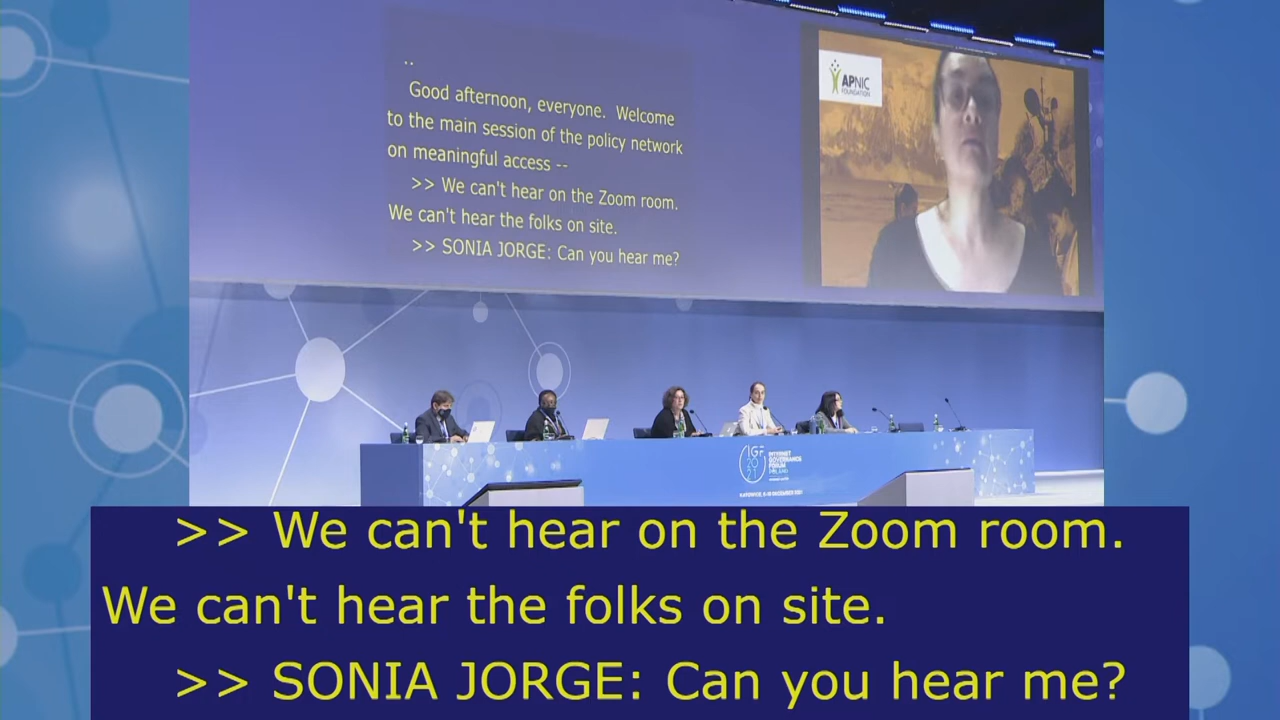 ..
Good afternoon, everyone. Welcome
to the main session of the policy network
on meaningful access --
>> We can't hear on the Zoom room.
We can't hear the folks on site.
>> SONIA JORGE: Can you hear me?
APNIC
FOUNDATION
IGF
20
21
INTERNET
GOVERNANCE
FORUM
>> We can't hear on the Zoom room.
We can't hear the folks on site.
>> SONIA JORGE: Can you hear me?